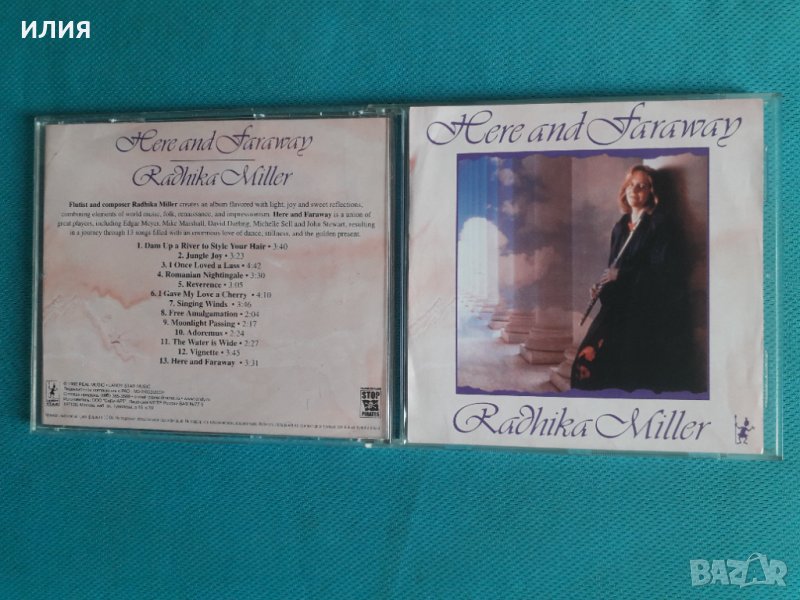 илия
Here and Faraway
Radhika Miller
Flutist and composer Radhika Miller creates an album flavored with light, joy and sweet reflections,
combining elements of world music, folk, renaissance, and impressionism. Here and Faraway is a union of
great players, including Edgar Meyer, Mike Marshall, David Darling, Michelle Sell and John Stewart, resulting
in a journey through 13 songs filled with an enormous love of dance, stillness, and the golden present.
1. Dam Up a River to Style Your Hair • 3:40
2. Jungle Joy • 3:23
3. I Once Loved a Lass • 4:42
4. Romanian Nightingale • 3:30
5. Reverence • 3:05
6. I Gave My Love a Cherry • 4:10
7. Singing Winds • 3:46
8. Free Amalgamation • 2:04
9. Moonlight Passing • 2:17
10. Adoremus • 2:24
11. The Water is Wide • 2:27
12. Vignette • 3:45
13. Here and Faraway • 3:31
REAL MUSIC
STOP
PIRATES
Here and Faraway
Radhika Miller
BAZAR